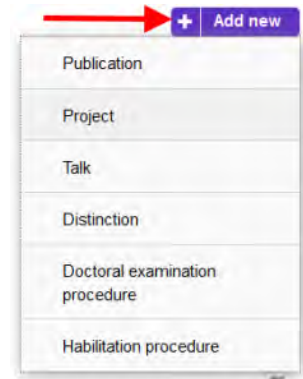 + Add new
Publication
Project
Talk
Distinction
Doctoral examination
procedure
Habilitation procedure